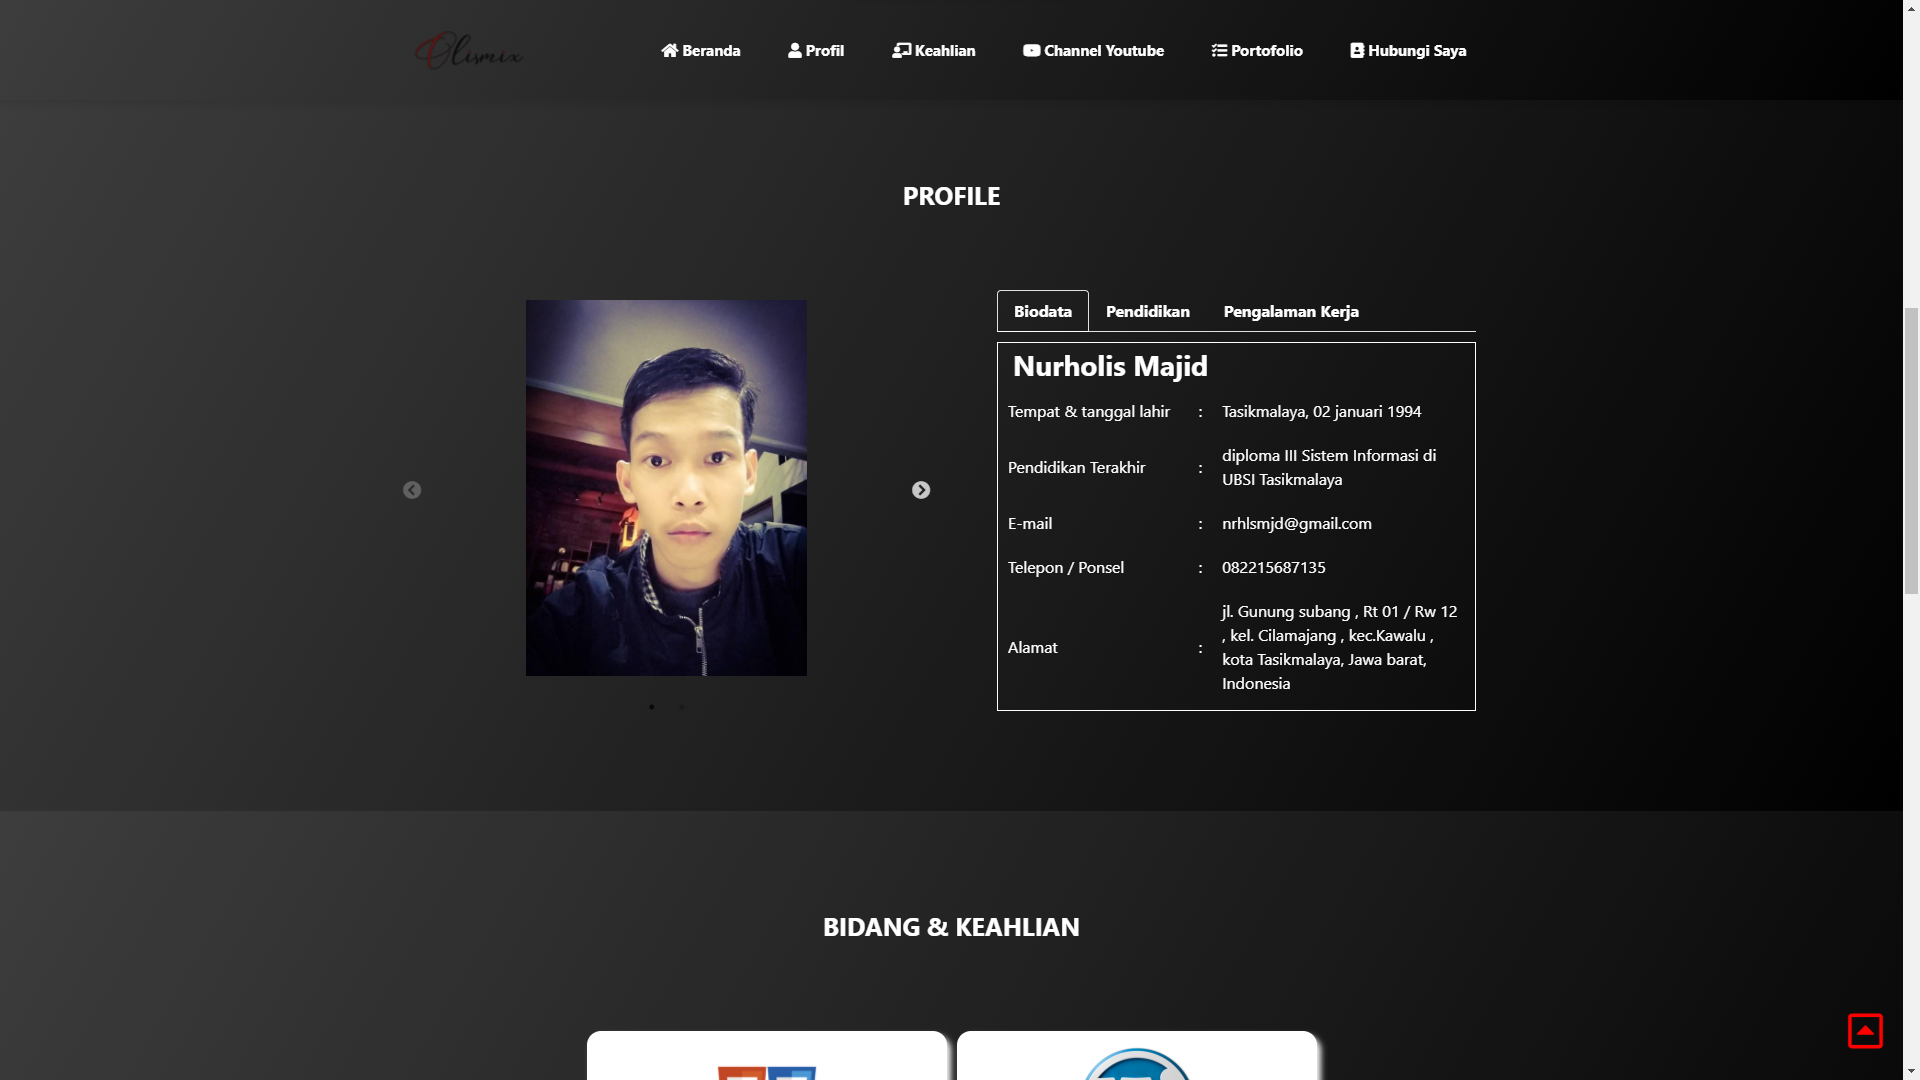 Olismix
Beranda
Profil
Keahlian
Channel Youtube
Portofolio
Hubungi Saya
PROFILE
Biodata
Pendidikan
Pengalaman Kerja
Nurholis Majid
Tempat & tanggal lahir : Tasikmalaya, 02 januari 1994
Pendidikan Terakhir : diploma III Sistem Informasi di
UBSI Tasikmalaya
E-mail : nrhlsmjd@gmail.com
Telepon / Ponsel : 082215687135
Alamat : jl. Gunung subang , Rt 01 / Rw 12
, kel. Cilamajang , kec.Kawalu ,
kota Tasikmalaya, Jawa barat,
Indonesia
BIDANG & KEAHLIAN